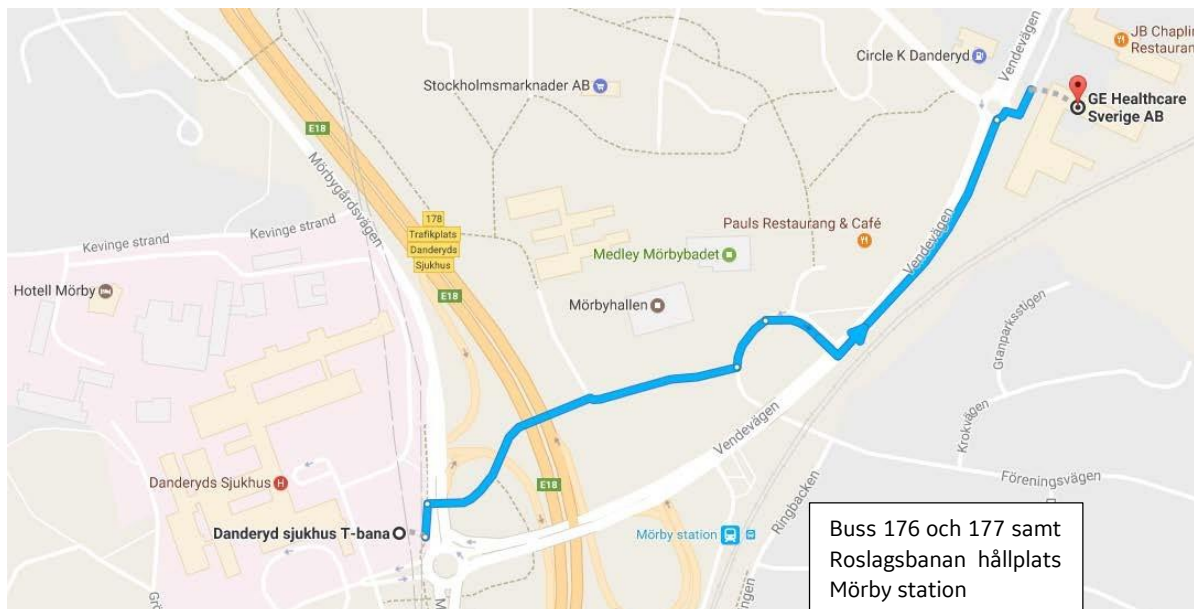 JB Chaplin
Restauran
Circle K Danderyd
Vendevägen
Stockholmsmarknader AB
GE Healthcare
Sverige AB
E18
Mörbygårdsvägen
178
Trafikplats
Danderyds
Sjukhus
Pauls Restaurang & Café
Vendevägen
Kevinge strand
Kevinge strand
Medley Mörbybadet
Hotell Mörby
E18
Mörbyhallen
Granparksstigen
Vendevägen
Krokvägen
Danderyds Sjukhus
H
E18
Föreningsvägen
Ringbacken
Danderyd sjukhus T-bana
Mörby station
Buss 176 och 177 samt
Roslagsbanan hållplats
Mörby station